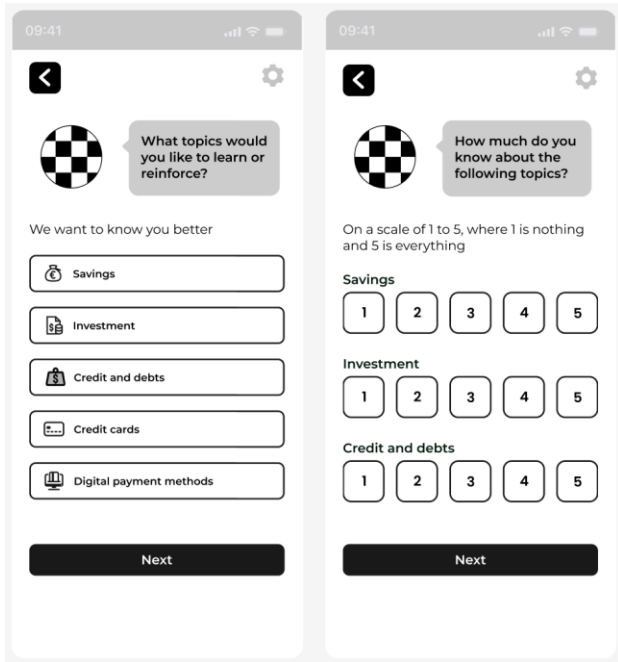 09:41
What topics would
you like to learn or
reinforce?
We want to know you better
Savings
Investment
Credit and debts
Credit cards
Digital payment methods
Next
09:41
How much do you
know about the
following topics?
On a scale of 1 to 5, where 1 is nothing
and 5 is everything
Savings
1 2 3 4 5
Investment
1 2 3 4 5
Credit and debts
1 2 3 4 5
Next